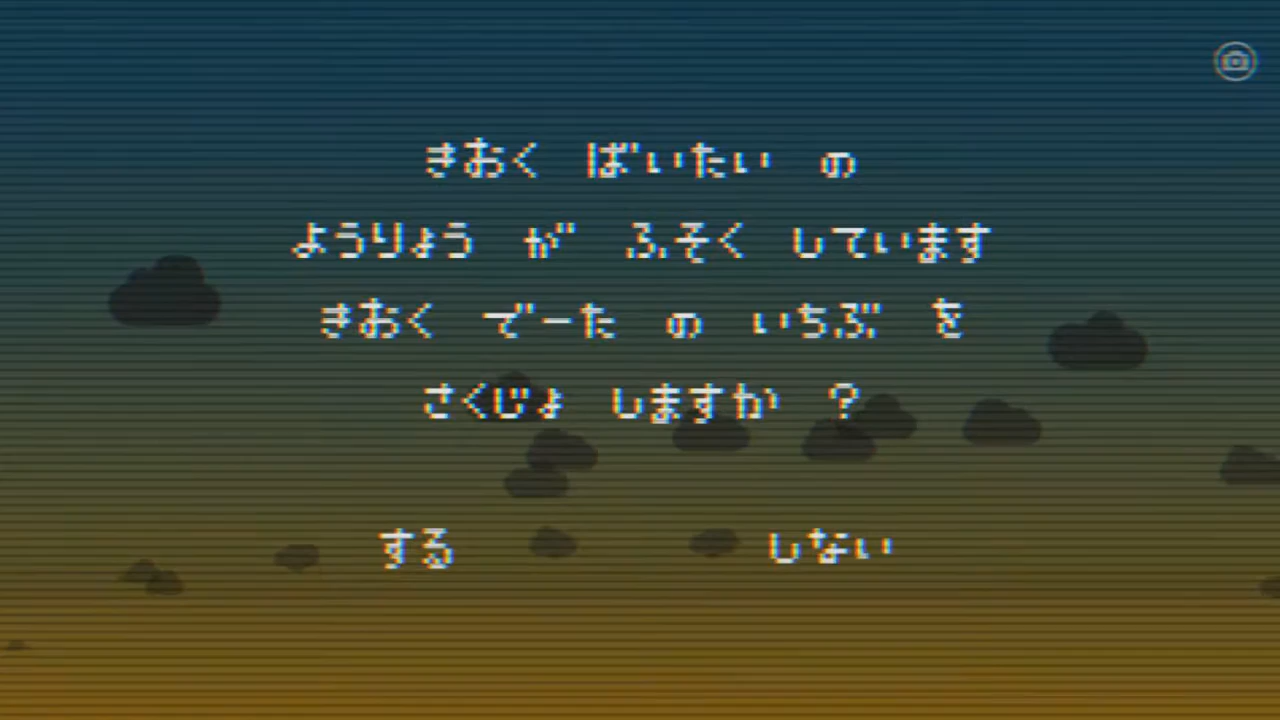 きおく ばいたい の
ようりょう が ふそく しています
きおく でーた の いちぶ を
さくじょ しますか ？
する しない